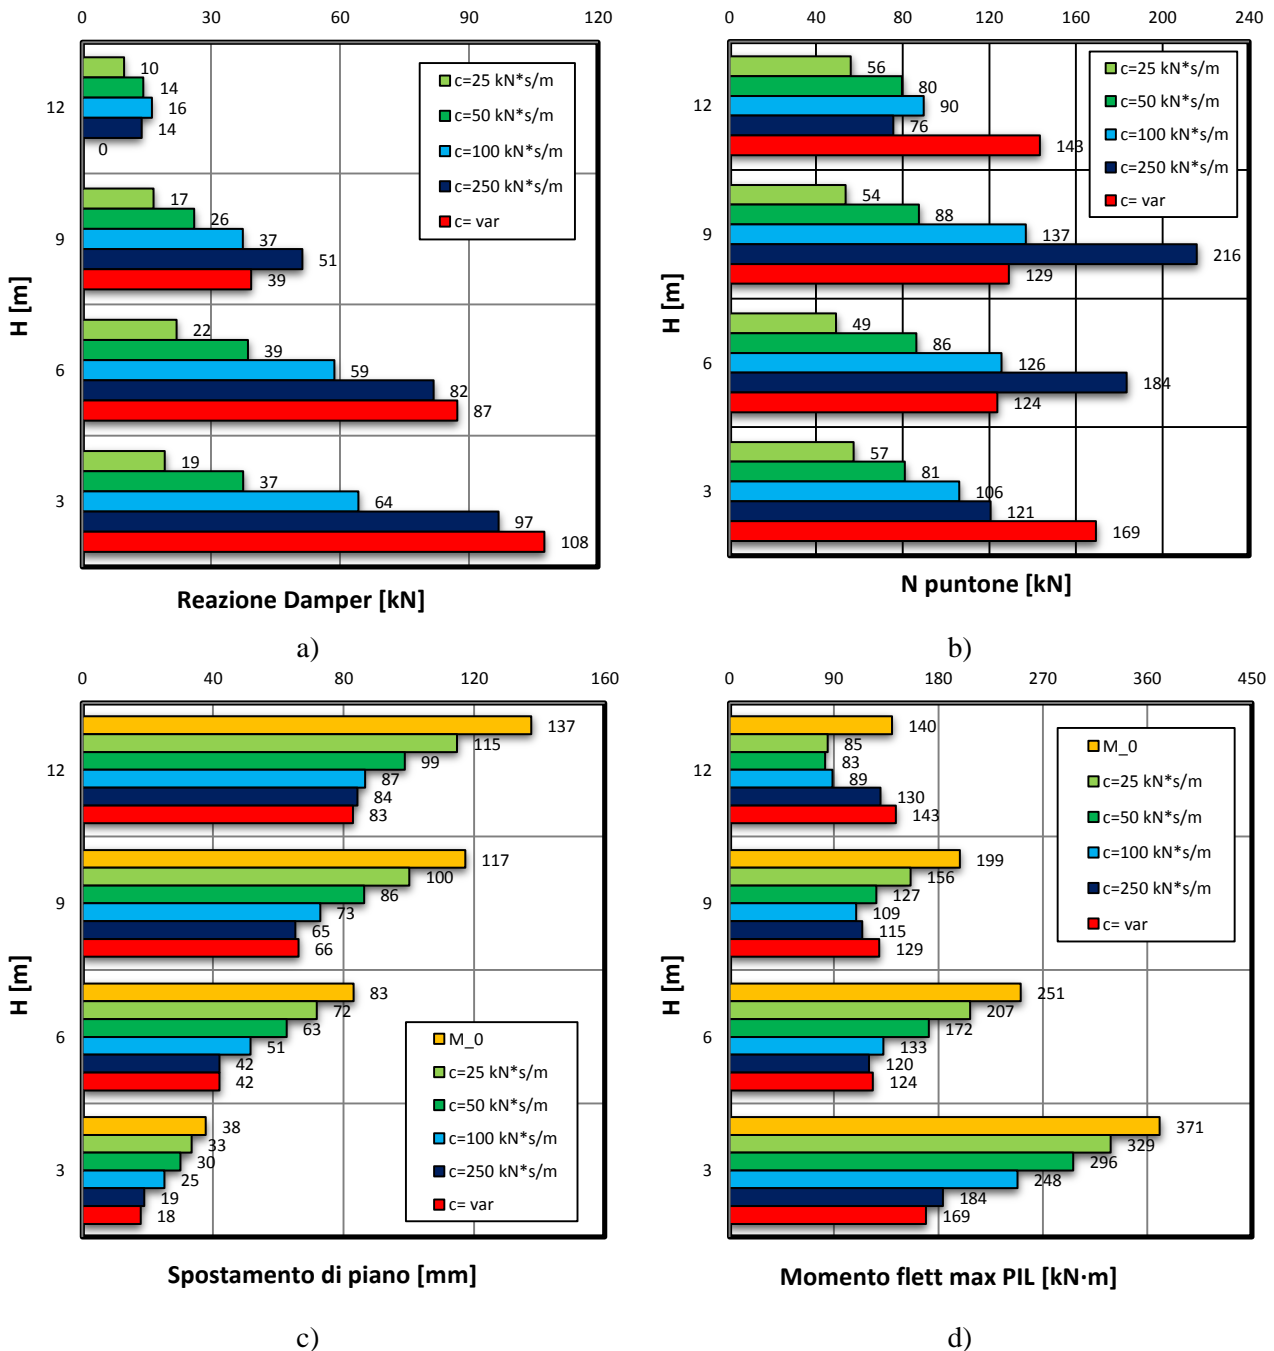 0 30 60 90 120
10
14
16
14
0
12
17
26
37
51
39
9
22
39
59
82
87
6
19
37
64
97
108
3
H [m]
c=25 kN*s/m
c=50 kN*s/m
c=100 kN*s/m
c=250 kN*s/m
c= var
Reazione Damper [kN]
a)
0 40 80 120 160 200 240
56
80
90
76
143
12
54
88
137
216
129
9
49
86
126
184
124
6
57
81
106
121
169
3
H [m]
c=25 kN*s/m
c=50 kN*s/m
c=100 kN*s/m
c=250 kN*s/m
c= var
N puntone [kN]
b)
0 40 80 120 160
137
115
99
87
84
83
12
117
100
86
73
65
66
9
83
72
63
51
42
42
6
38
33
30
25
19
18
3
H [m]
M_0
c=25 kN*s/m
c=50 kN*s/m
c=100 kN*s/m
c=250 kN*s/m
c= var
Spostamento di piano [mm]
c)
0 90 180 270 360 450
140
85
83
89
130
143
12
199
156
127
109
115
129
9
251
207
172
133
120
124
6
371
329
296
248
184
169
3
H [m]
M_0
c=25 kN*s/m
c=50 kN*s/m
c=100 kN*s/m
c=250 kN*s/m
c= var
Momento flett max PIL [kN·m]
d)